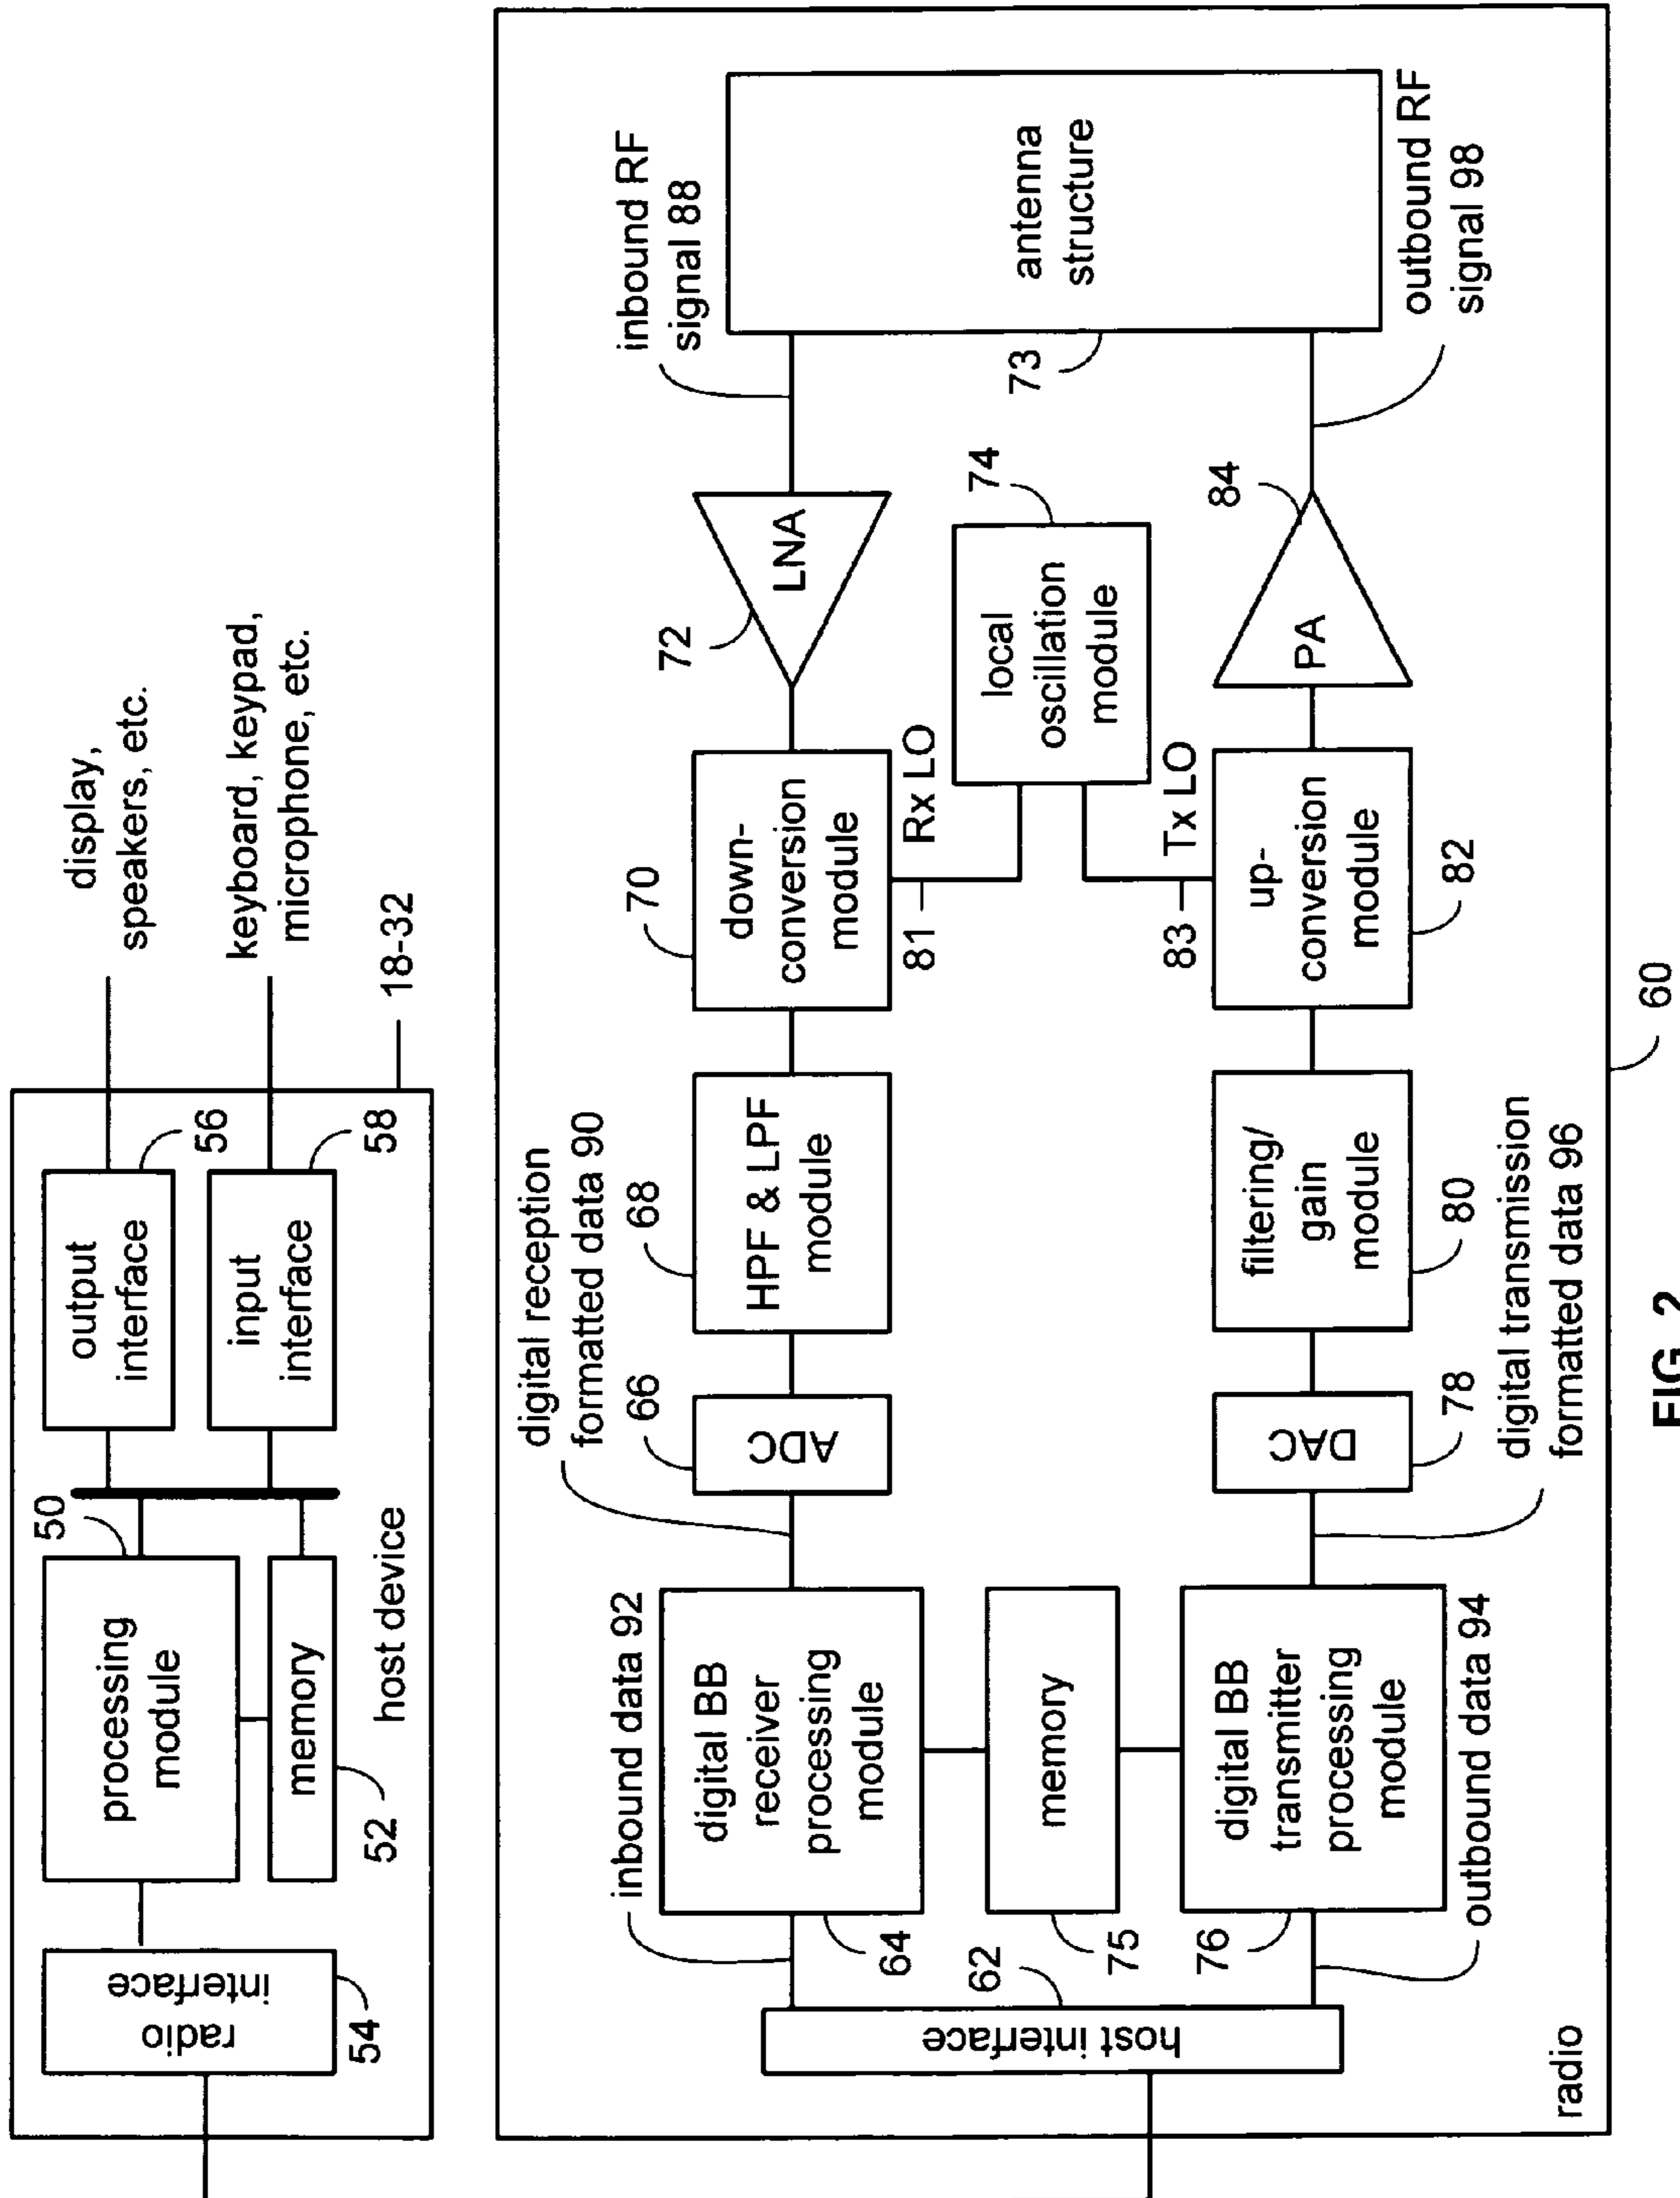 display,
speakers, etc.
keyboard, keypad,
microphone, etc.
18-32
output
interface
56
input
interface
58
50
processing
module
memory
52
host device
radio
interface
54
inbound RF
signal 88
antenna
structure
73
outbound RF
signal 98
LNA
72
local
oscillation
module
74
PA
84
down-
conversion
module
70
Rx LO
81
Tx LO
83
up-
conversion
module
82
HPF & LPF
module
68
filtering/
gain
module
80
digital reception
formatted data 90
ADC
66
DAC
78
digital transmission
formatted data 96
inbound data 92
digital BB
receiver
processing
module
64
memory
75
digital BB
transmitter
processing
module
76
outbound data 94
host interface
62
radio
60
FIG. 2